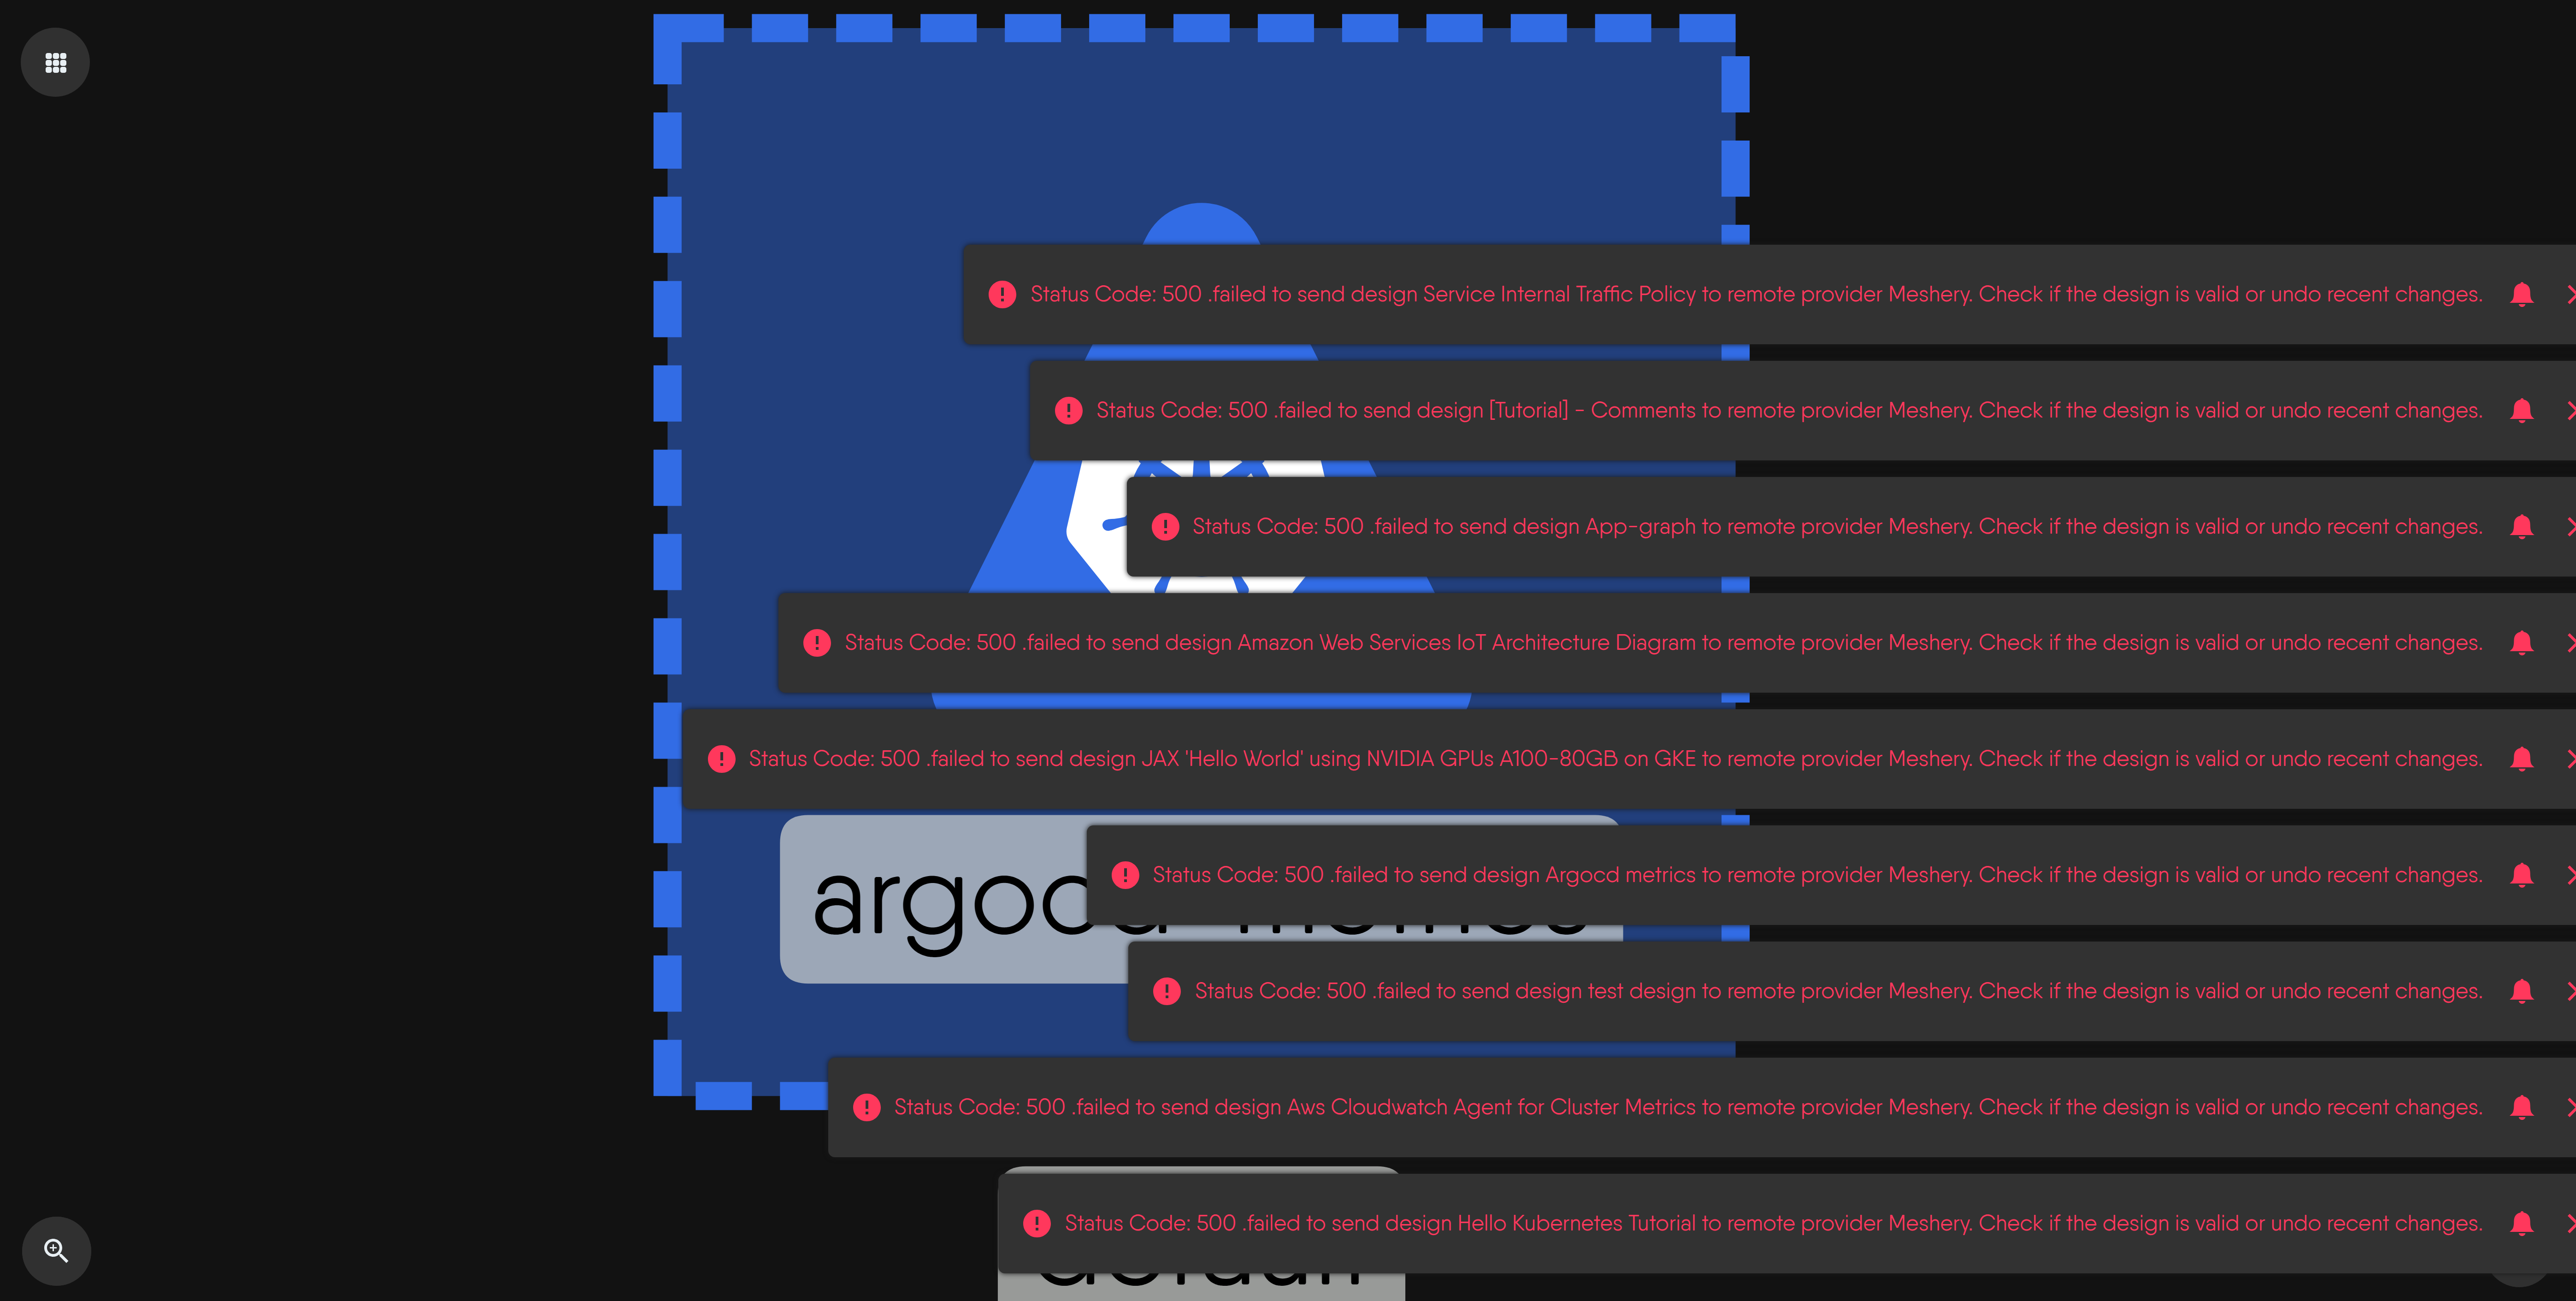 Status Code: 500 .failed to send design Service Internal Traffic Policy to remote provider Meshery. Check if the design is valid or undo recent changes.
Status Code: 500 .failed to send design [Tutorial] - Comments to remote provider Meshery. Check if the design is valid or undo recent changes.
Status Code: 500 .failed to send design App-graph to remote provider Meshery. Check if the design is valid or undo recent changes.
Status Code: 500 .failed to send design Amazon Web Services IoT Architecture Diagram to remote provider Meshery. Check if the design is valid or undo recent changes.
Status Code: 500 .failed to send design JAX 'Hello World' using NVIDIA GPUs A100-80GB on GKE to remote provider Meshery. Check if the design is valid or undo recent changes.
Status Code: 500 .failed to send design Argocd metrics to remote provider Meshery. Check if the design is valid or undo recent changes.
Status Code: 500 .failed to send design test design to remote provider Meshery. Check if the design is valid or undo recent changes.
Status Code: 500 .failed to send design Aws Cloudwatch Agent for Cluster Metrics to remote provider Meshery. Check if the design is valid or undo recent changes.
Status Code: 500 .failed to send design Hello Kubernetes Tutorial to remote provider Meshery. Check if the design is valid or undo recent changes.